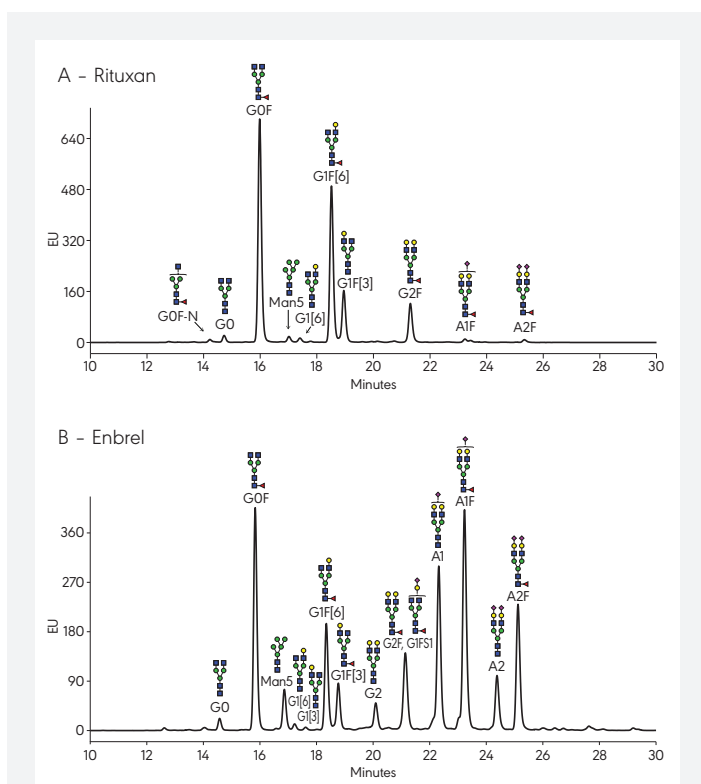 A – Rituxan
G0F
640
G1F[6]
480
EU
320
G1F[3]
Man5
G2F
160
G0F-N
G0
G1[6]
A1F
A2F
0
10 12 14 16 18 20 22 24 26 28 30
Minutes
B – Enbrel
A1F
G0F
A1
360
A2F
270
G1F[6]
G2F, G1FS1
EU
180
A2
Man5
G1F[3]
90
G2
G1[6]
G0
G1[3]
0
10 12 14 16 18 20 22 24 26 28 30
Minutes